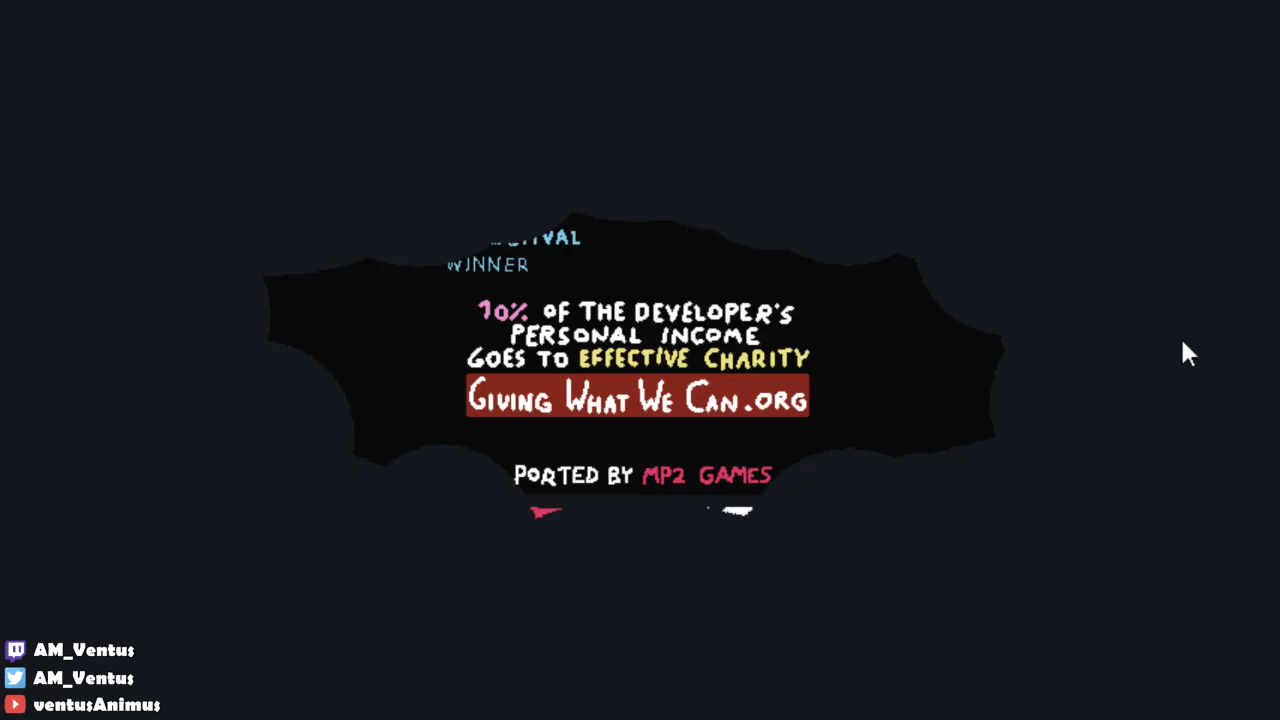 WINNER
10% OF THE DEVELOPER'S
PERSONAL INCOME
GOES TO EFFECTIVE CHARITY
GIVING WHAT WE CAN.ORG
PORTED BY MP2 GAMES
AM_Ventus
AM_Ventus
ventusAnimus